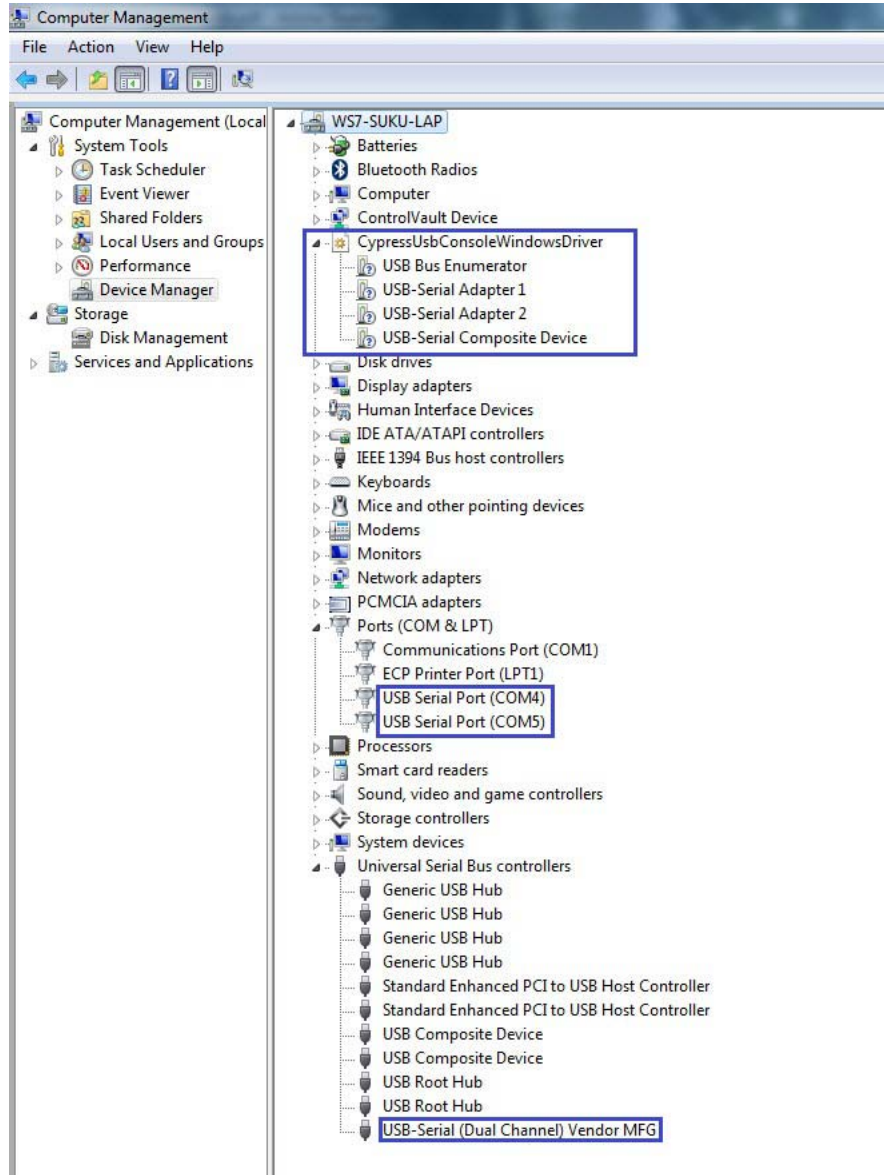 Computer Management
File Action View Help
Computer Management (Local
System Tools
Task Scheduler
Event Viewer
Shared Folders
Local Users and Groups
Performance
Device Manager
Storage
Disk Management
Services and Applications
WS7-SUKU-LAP
Batteries
Bluetooth Radios
Computer
ControlVault Device
CypressUsbConsoleWindowsDriver
USB Bus Enumerator
USB-Serial Adapter 1
USB-Serial Adapter 2
USB-Serial Composite Device
Disk drives
Display adapters
Human Interface Devices
IDE ATA/ATAPI controllers
IEEE 1394 Bus host controllers
Keyboards
Mice and other pointing devices
Modems
Monitors
Network adapters
PCMCIA adapters
Ports (COM & LPT)
Communications Port (COM1)
ECP Printer Port (LPT1)
USB Serial Port (COM4)
USB Serial Port (COM5)
Processors
Smart card readers
Sound, video and game controllers
Storage controllers
System devices
Universal Serial Bus controllers
Generic USB Hub
Generic USB Hub
Generic USB Hub
Generic USB Hub
Standard Enhanced PCI to USB Host Controller
Standard Enhanced PCI to USB Host Controller
USB Composite Device
USB Composite Device
USB Root Hub
USB Root Hub
USB-Serial (Dual Channel) Vendor MFG